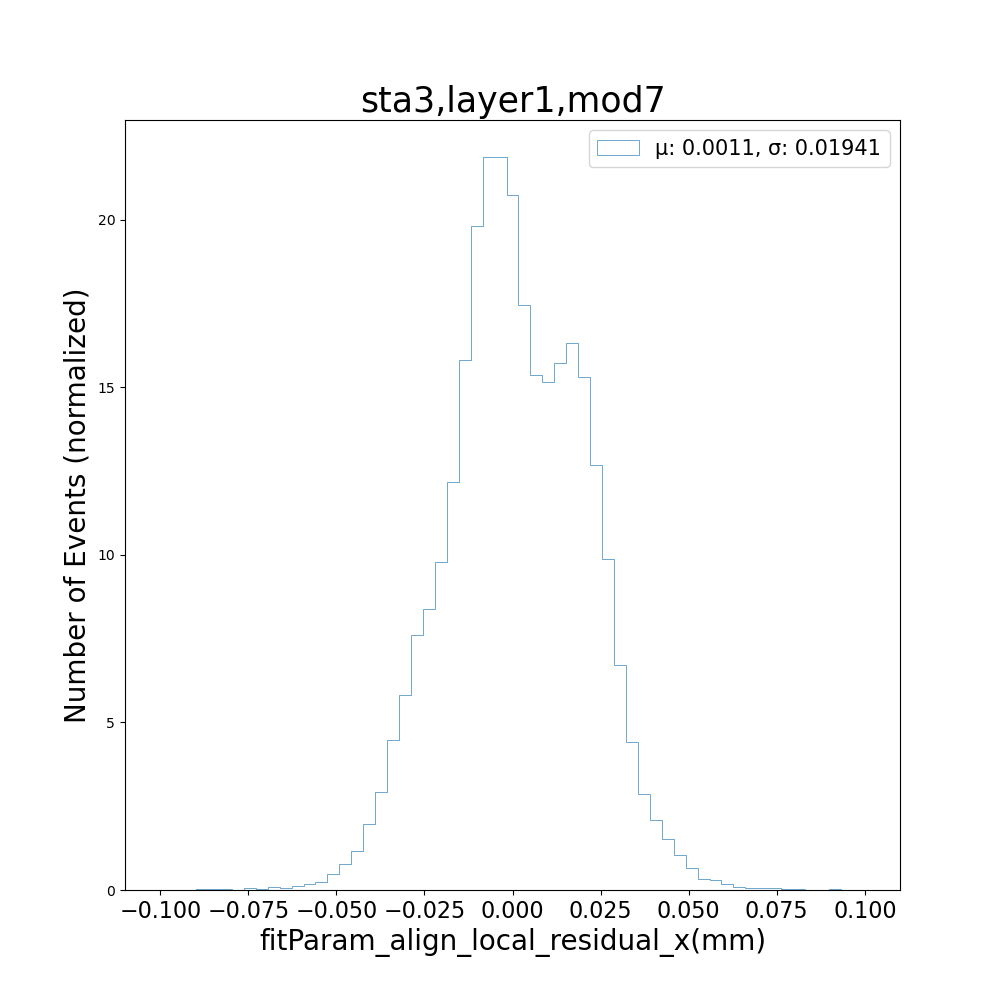 sta3,layer1,mod7
μ: 0.0011, σ: 0.01941
Number of Events (normalized)
20
15
10
5
0
−0.100 −0.075 −0.050 −0.025 0.000 0.025 0.050 0.075 0.100
fitParam_align_local_residual_x(mm)